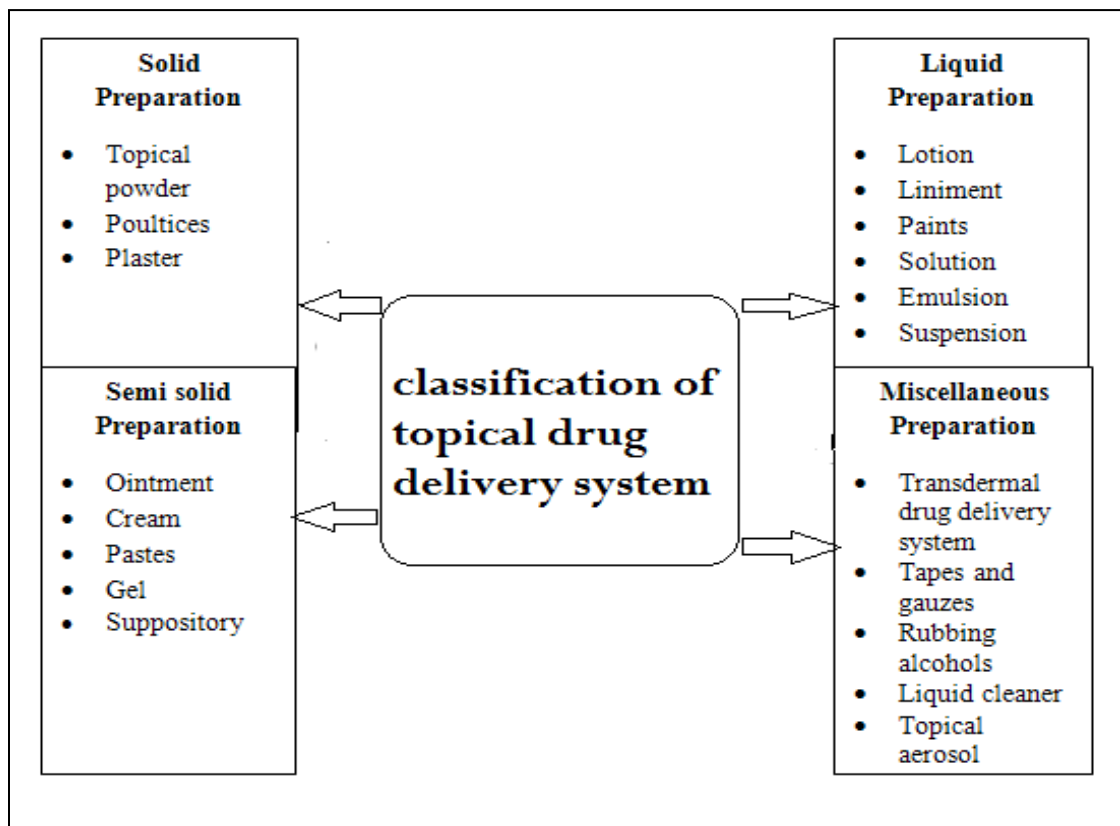 Solid
Preparation
• Topical
powder
• Poultices
• Plaster
Semi solid
Preparation
• Ointment
• Cream
• Pastes
• Gel
• Suppository
classification of
topical drug
delivery system
Liquid
Preparation
• Lotion
• Liniment
• Paints
• Solution
• Emulsion
• Suspension
Miscellaneous
Preparation
• Transdermal
drug delivery
system
• Tapes and
gauzes
• Rubbing
alcohols
• Liquid cleaner
• Topical
aerosol